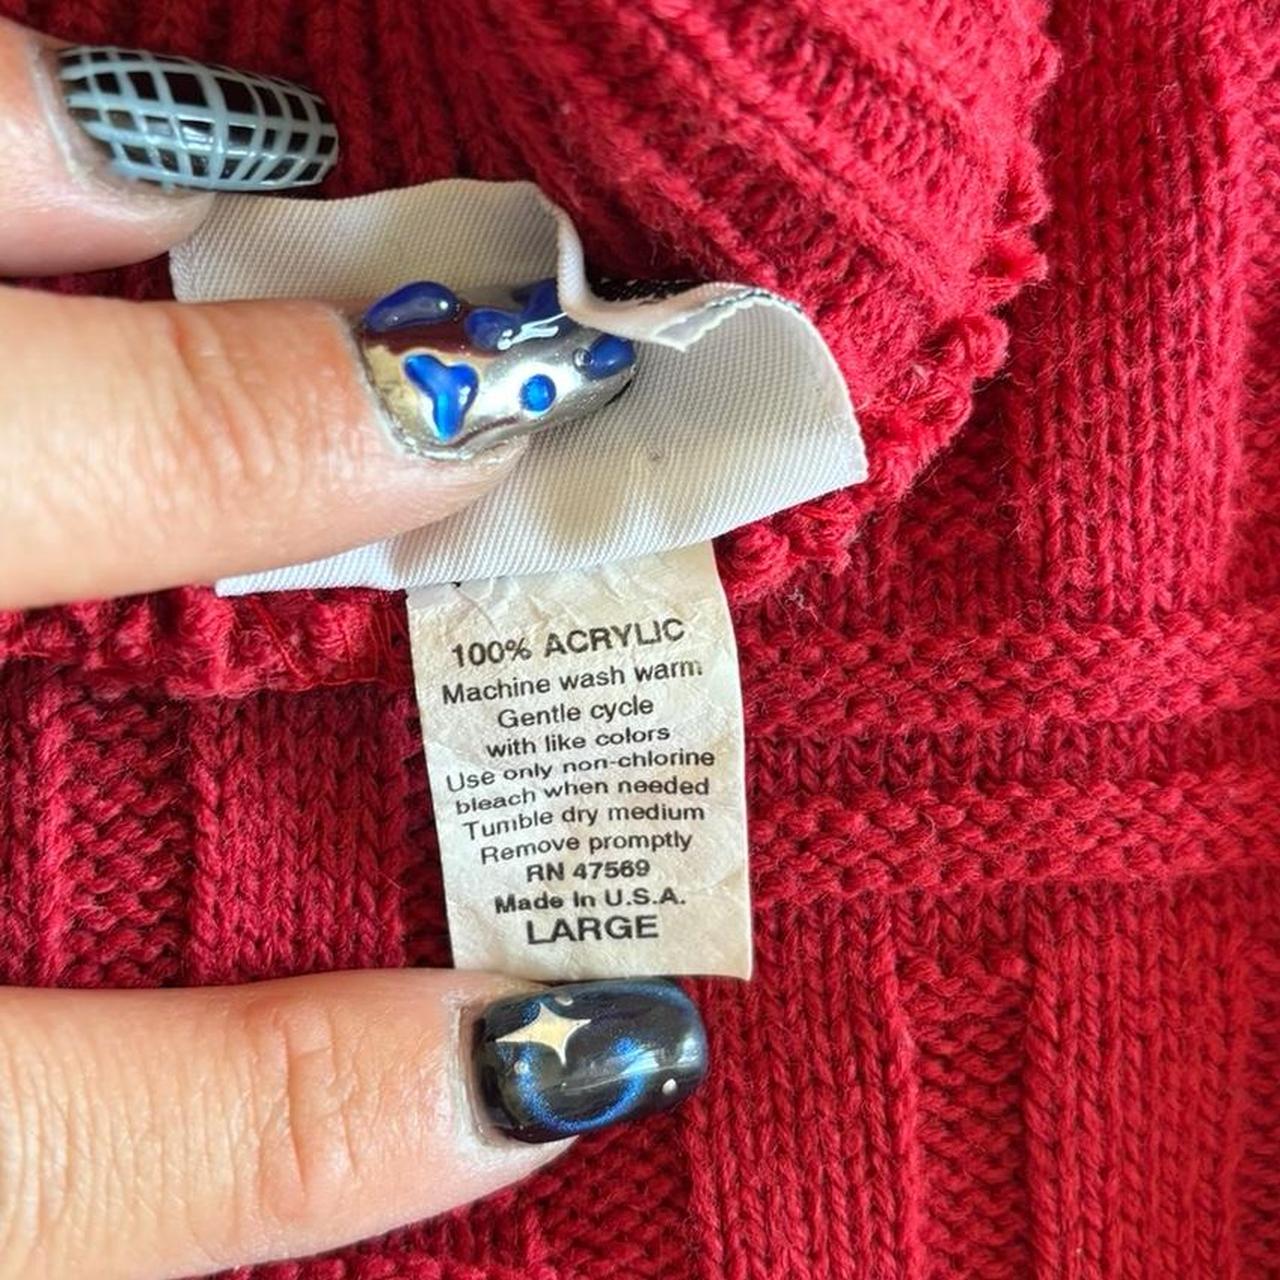 100% ACRYLIC
Machine wash warm
Gentle cycle
with like colors
Use only non-chlorine
bleach when needed
Tumble dry medium
Remove promptly
RN 47569
Made In U.S.A.
LARGE